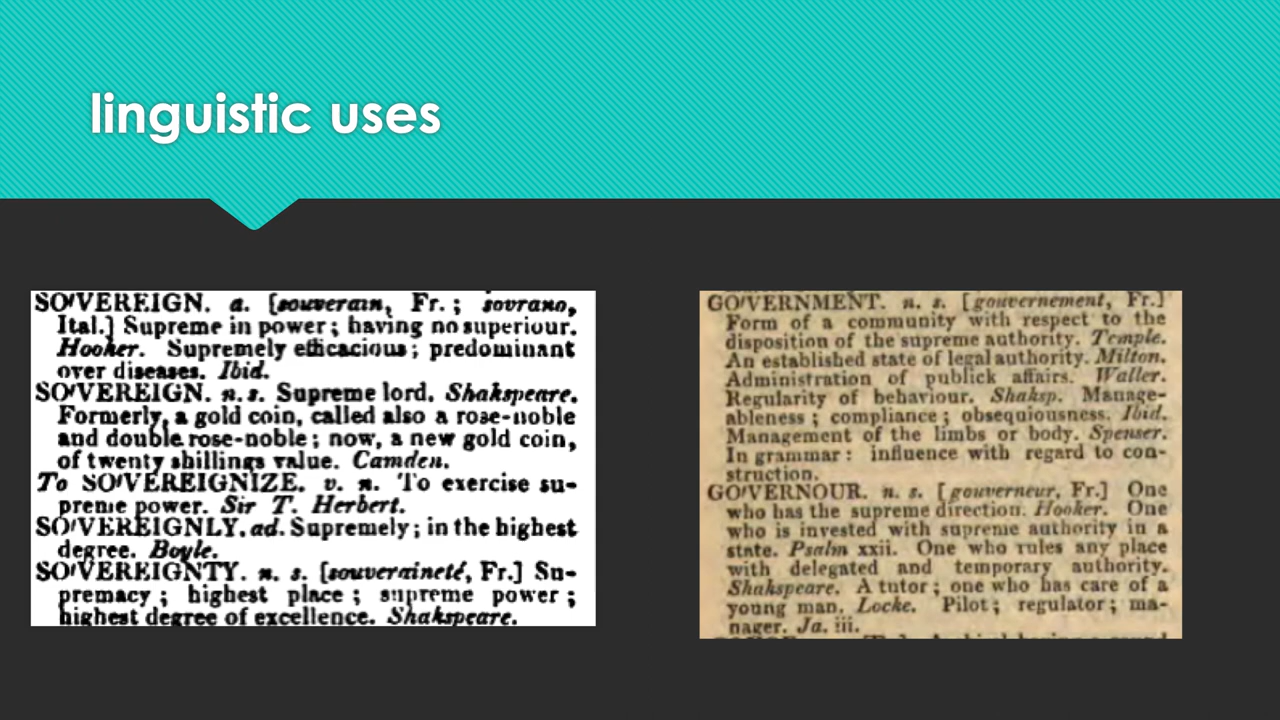 linguistic uses
SO'VEREIGN. a. [souverain, Fr.; sovrano,
Ital.] Supreme in power; having no superiour.
Hooker. Supremely efficacious; predominant
over diseases. Ibid.
SO'VEREIGN. n. s. Supreme lord. Shakspeare.
Formerly, a gold coin, called also a rose-noble
and double rose-noble; now, a new gold coin,
of twenty shillings value. Camden.
To SO'VEREIGNIZE. v. n. To exercise su-
preme power. Sir T. Herbert.
SO'VEREIGNLY. ad. Supremely; in the highest
degree. Boyle.
SO'VEREIGNTY. n. s. [souveraineté, Fr.] Su-
premacy; highest place; supreme power;
highest degree of excellence. Shakspeare.
GO'VERNMENT. n. s. [gouvernement, Fr.]
Form of a community with respect to the
disposition of the supreme authority. Temple.
An established state of legal authority. Milton.
Administration of publick affairs. Waller.
Regularity of behaviour. Shaksp. Manage-
ableness; compliance; obsequiousness. Ibid.
Management of the limbs or body. Spenser.
In grammar: influence with regard to con-
struction.
GO'VERNOUR. n. s. [gouverneur, Fr.] One
who has the supreme direction. Hooker. One
who is invested with supreme authority in a
state. Psalm xxii. One who rules any place
with delegated and temporary authority.
Shakspeare. A tutor; one who has care of a
young man. Locke. Pilot; regulator; ma-
nager. Ja. iii.